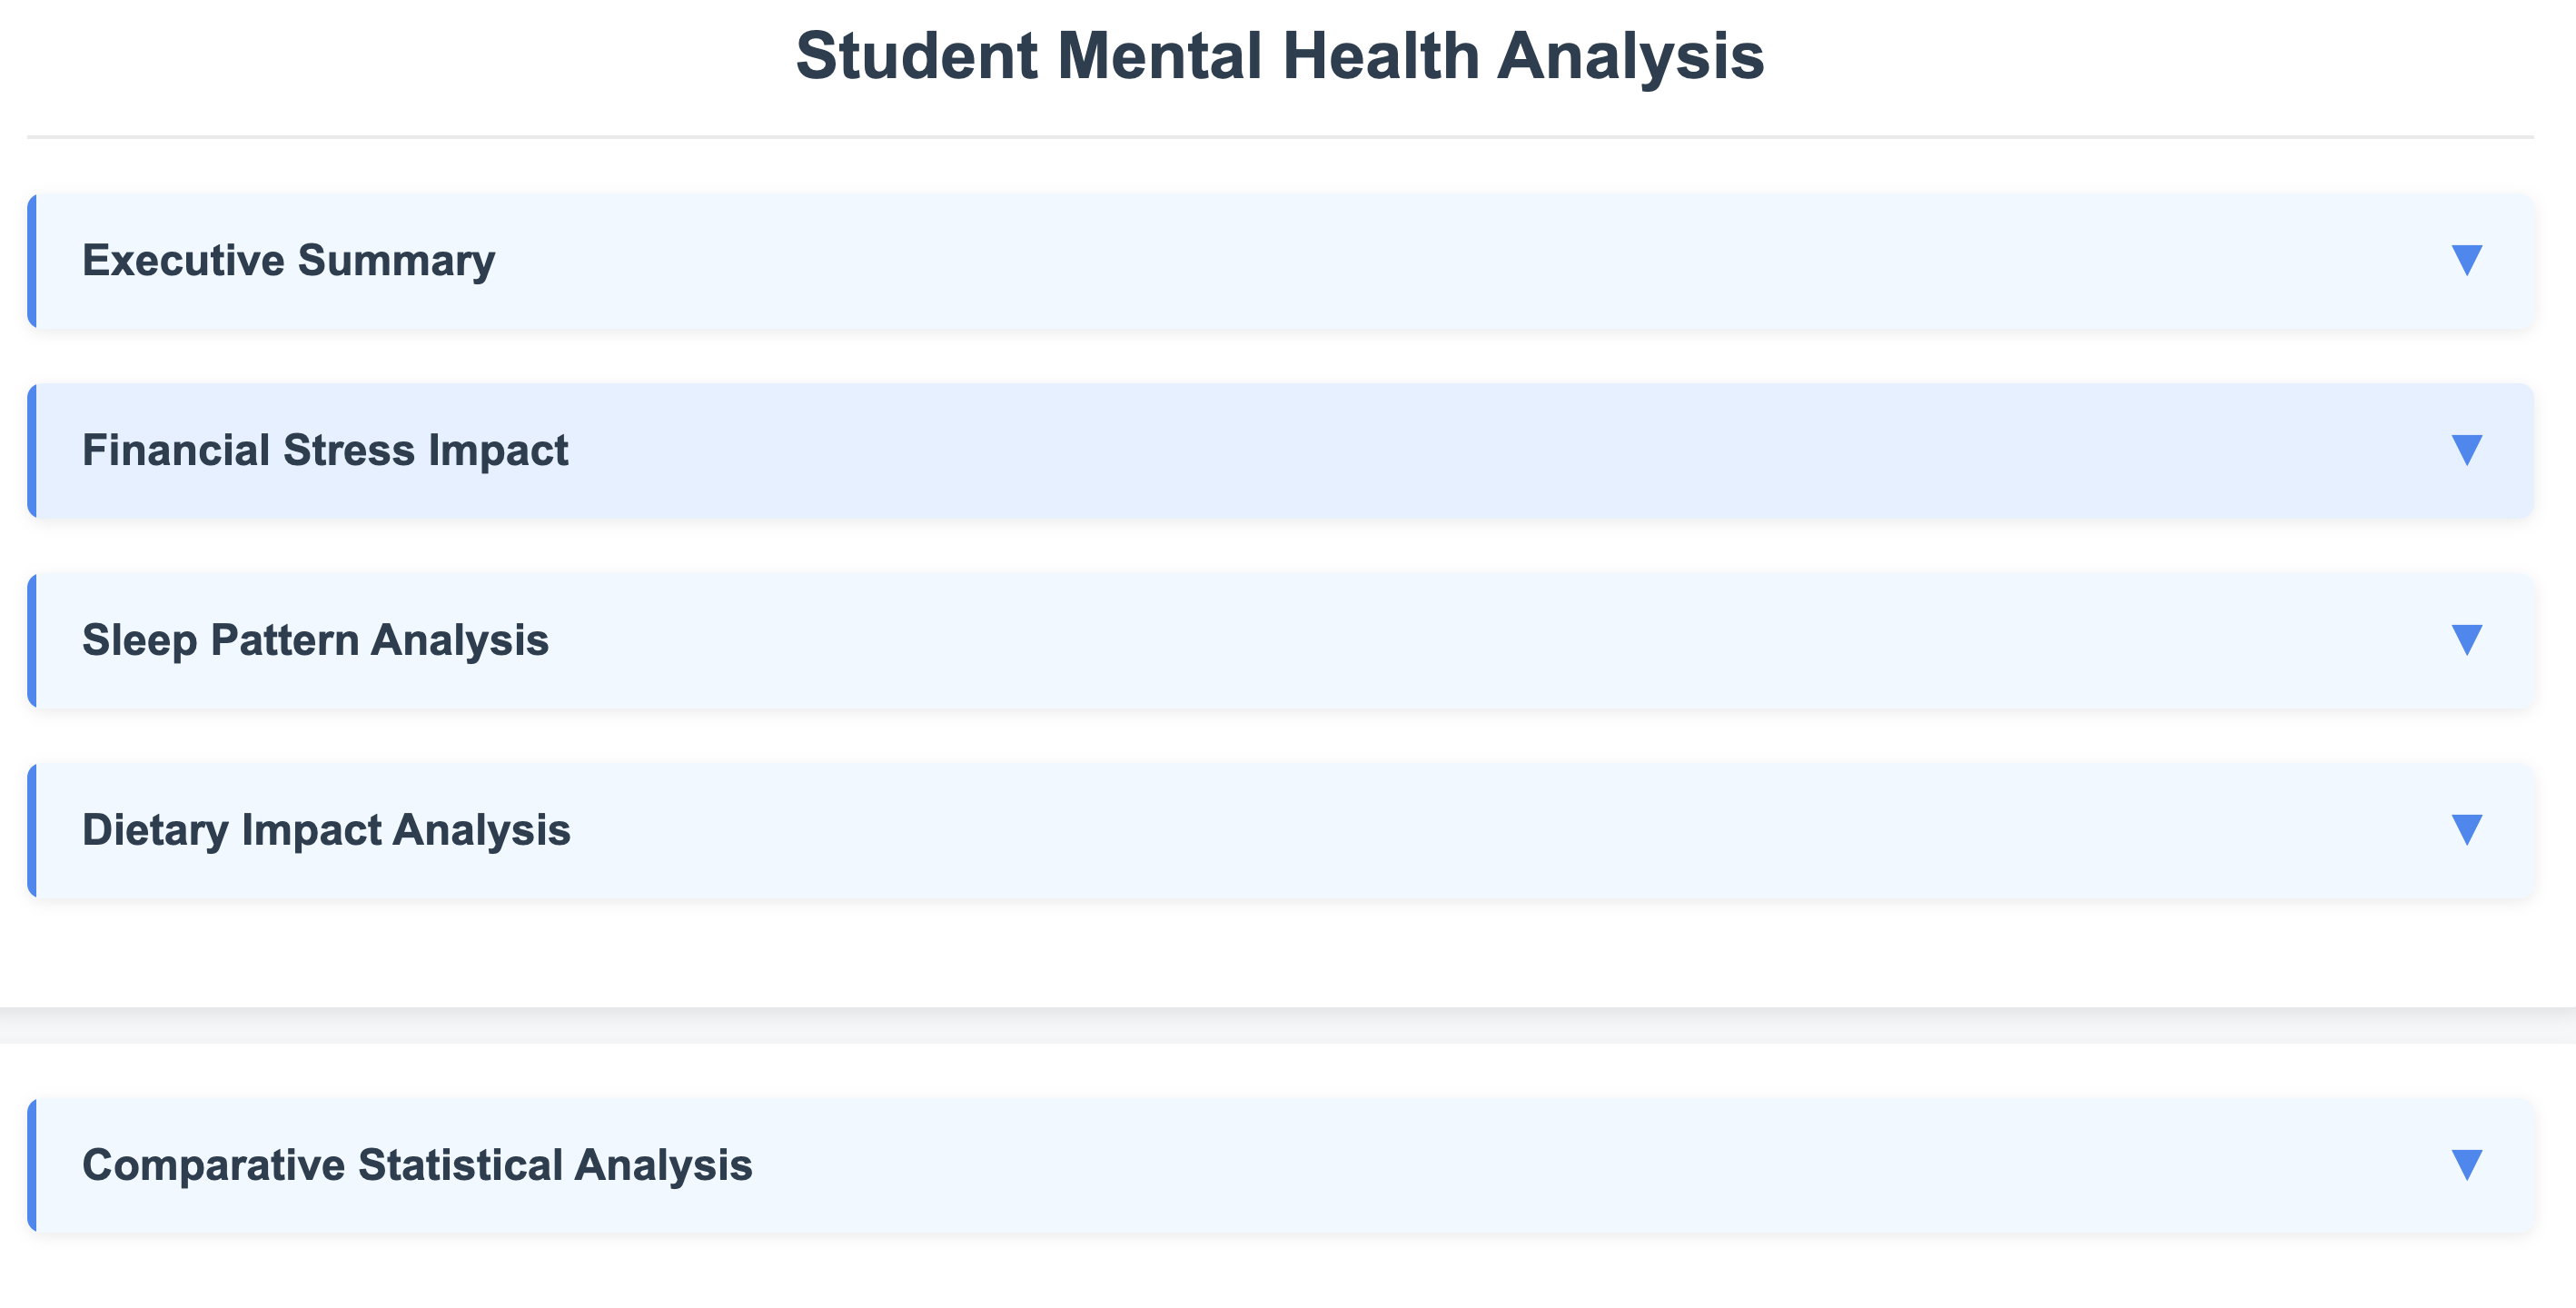 Student Mental Health Analysis
Executive Summary
Financial Stress Impact
Sleep Pattern Analysis
Dietary Impact Analysis
Comparative Statistical Analysis